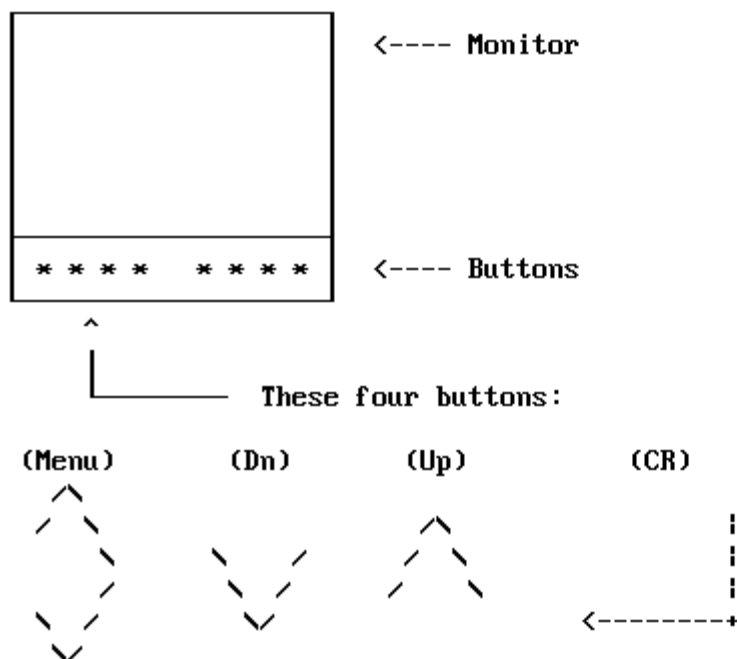 <---- Monitor
* * * * * * * *
<---- Buttons
^
These four buttons:
(Menu) (Dn) (Up) (CR)